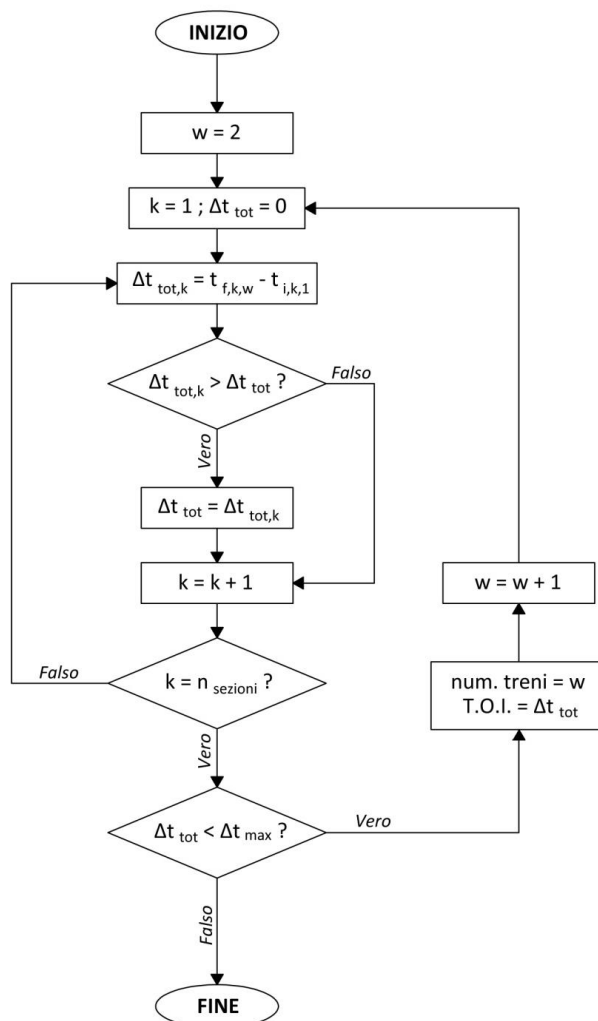 INIZIO
w = 2
k = 1 ; Δt tot = 0
Δt tot,k = t f,k,w - t i,k,1
Δt tot,k > Δt tot ?
Falso
Vero
Δt tot = Δt tot,k
k = k + 1
w = w + 1
k = n sezioni ?
Falso
num. treni = w
T.O.I. = Δt tot
Vero
Δt tot < Δt max ?
Vero
Falso
FINE